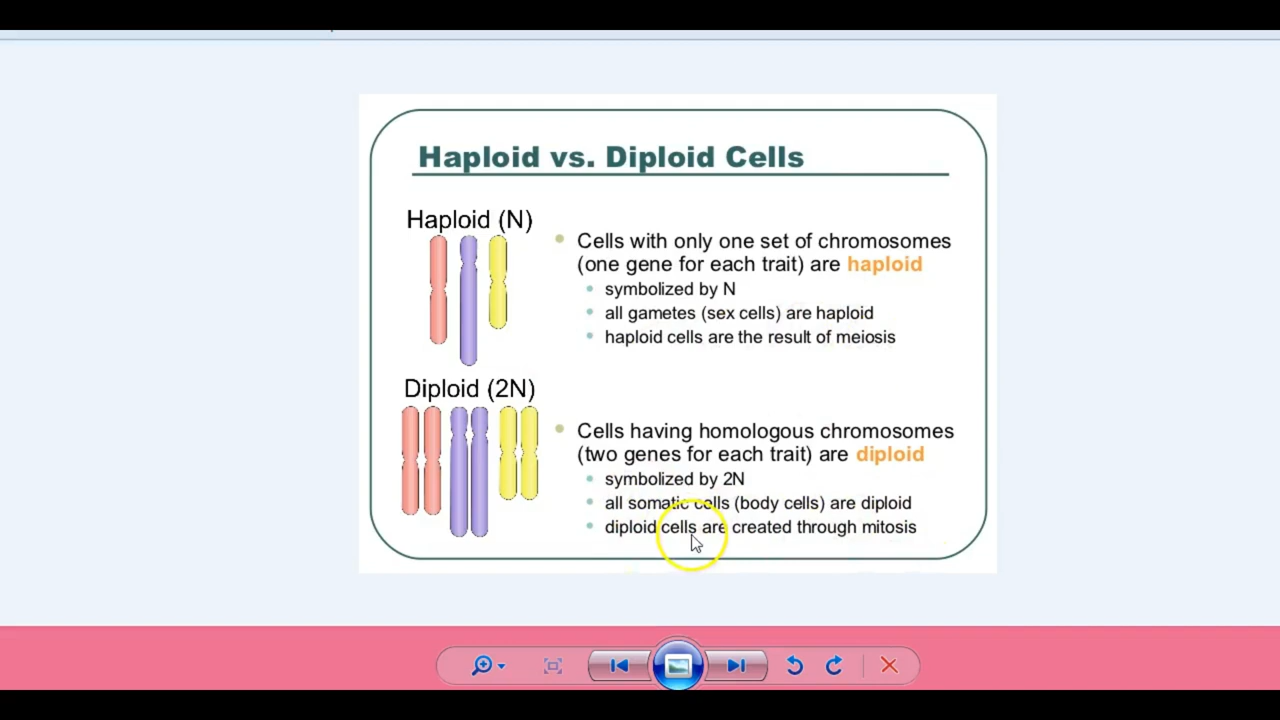 Haploid vs. Diploid Cells
Haploid (N)
Cells with only one set of chromosomes
(one gene for each trait) are haploid
symbolized by N
all gametes (sex cells) are haploid
haploid cells are the result of meiosis
Diploid (2N)
Cells having homologous chromosomes
(two genes for each trait) are diploid
symbolized by 2N
all somatic cells (body cells) are diploid
diploid cells are created through mitosis